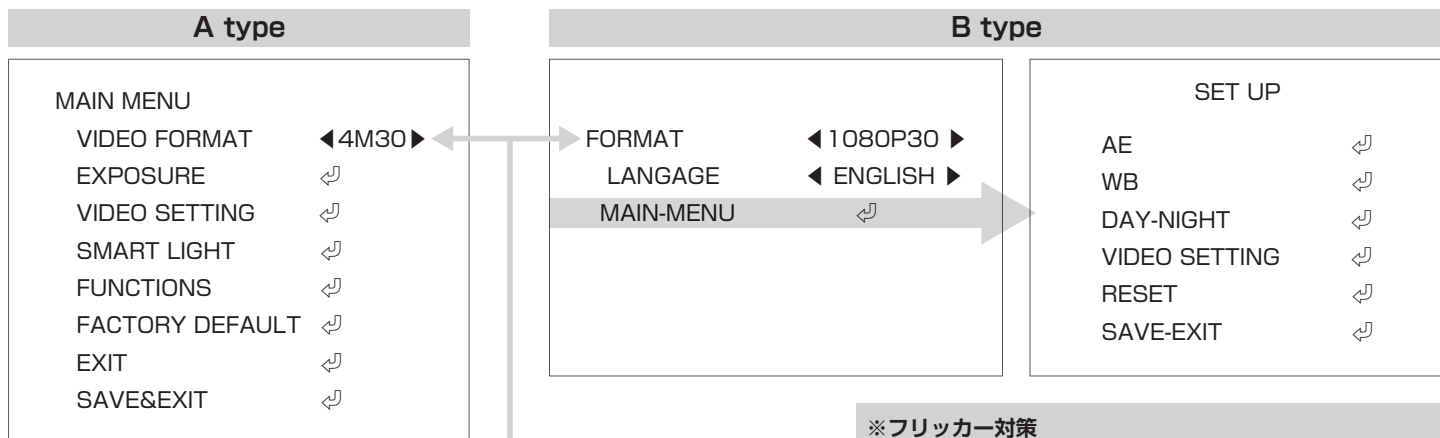 A type
MAIN MENU
VIDEO FORMAT ◀4M30▶
EXPOSURE ⏎
VIDEO SETTING ⏎
SMART LIGHT ⏎
FUNCTIONS ⏎
FACTORY DEFAULT ⏎
EXIT ⏎
SAVE&EXIT ⏎
B type
FORMAT ◀1080P30 ▶
LANGAGE ◀ ENGLISH ▶
MAIN-MENU ⏎
SET UP
AE ⏎
WB ⏎
DAY-NIGHT ⏎
VIDEO SETTING ⏎
RESET ⏎
SAVE-EXIT ⏎
※フリッカー対策